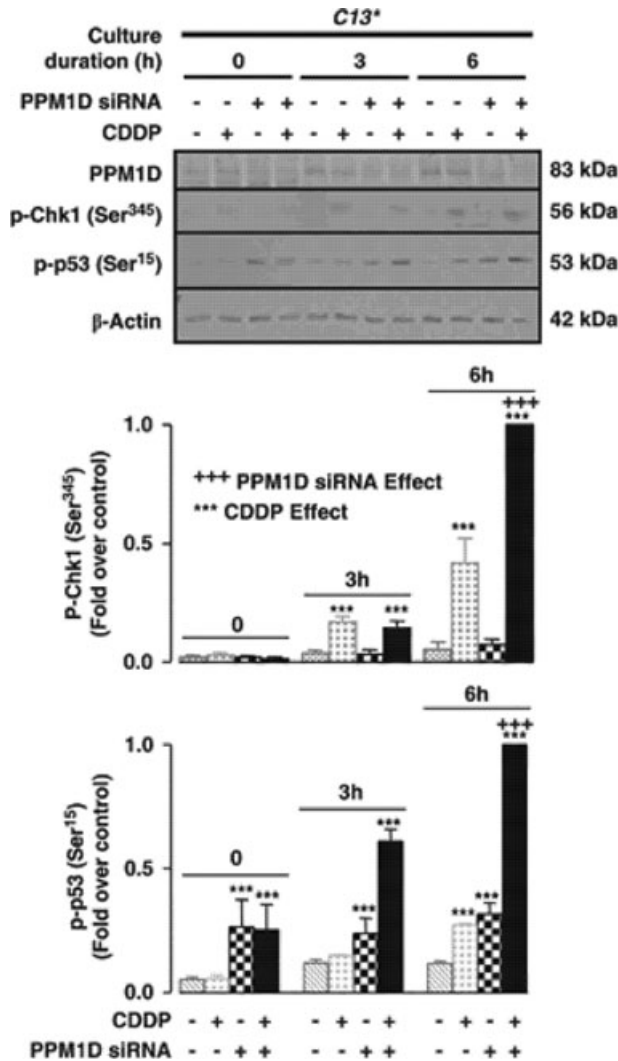 C13*
Culture
duration (h) 0 3 6
PPM1D siRNA - - + + - - + + - - + +
CDDP - + - + - + - + - + - +
PPM1D 83 kDa
p-Chk1 (Ser345) 56 kDa
p-p53 (Ser15) 53 kDa
β-Actin 42 kDa
P-Chk1 (Ser345)
(Fold over control)
1.0
0.5
0.0
+++ PPM1D siRNA Effect
*** CDDP Effect
0
3h
*** ***
6h
***
+++
***
p-p53 (Ser15)
(Fold over control)
1.0
0.5
0.0
0
*** ***
3h
*** ***
6h
*** ***
+++
***
CDDP - + - + - + - + - + - +
PPM1D siRNA - - + + - - + + - - + +